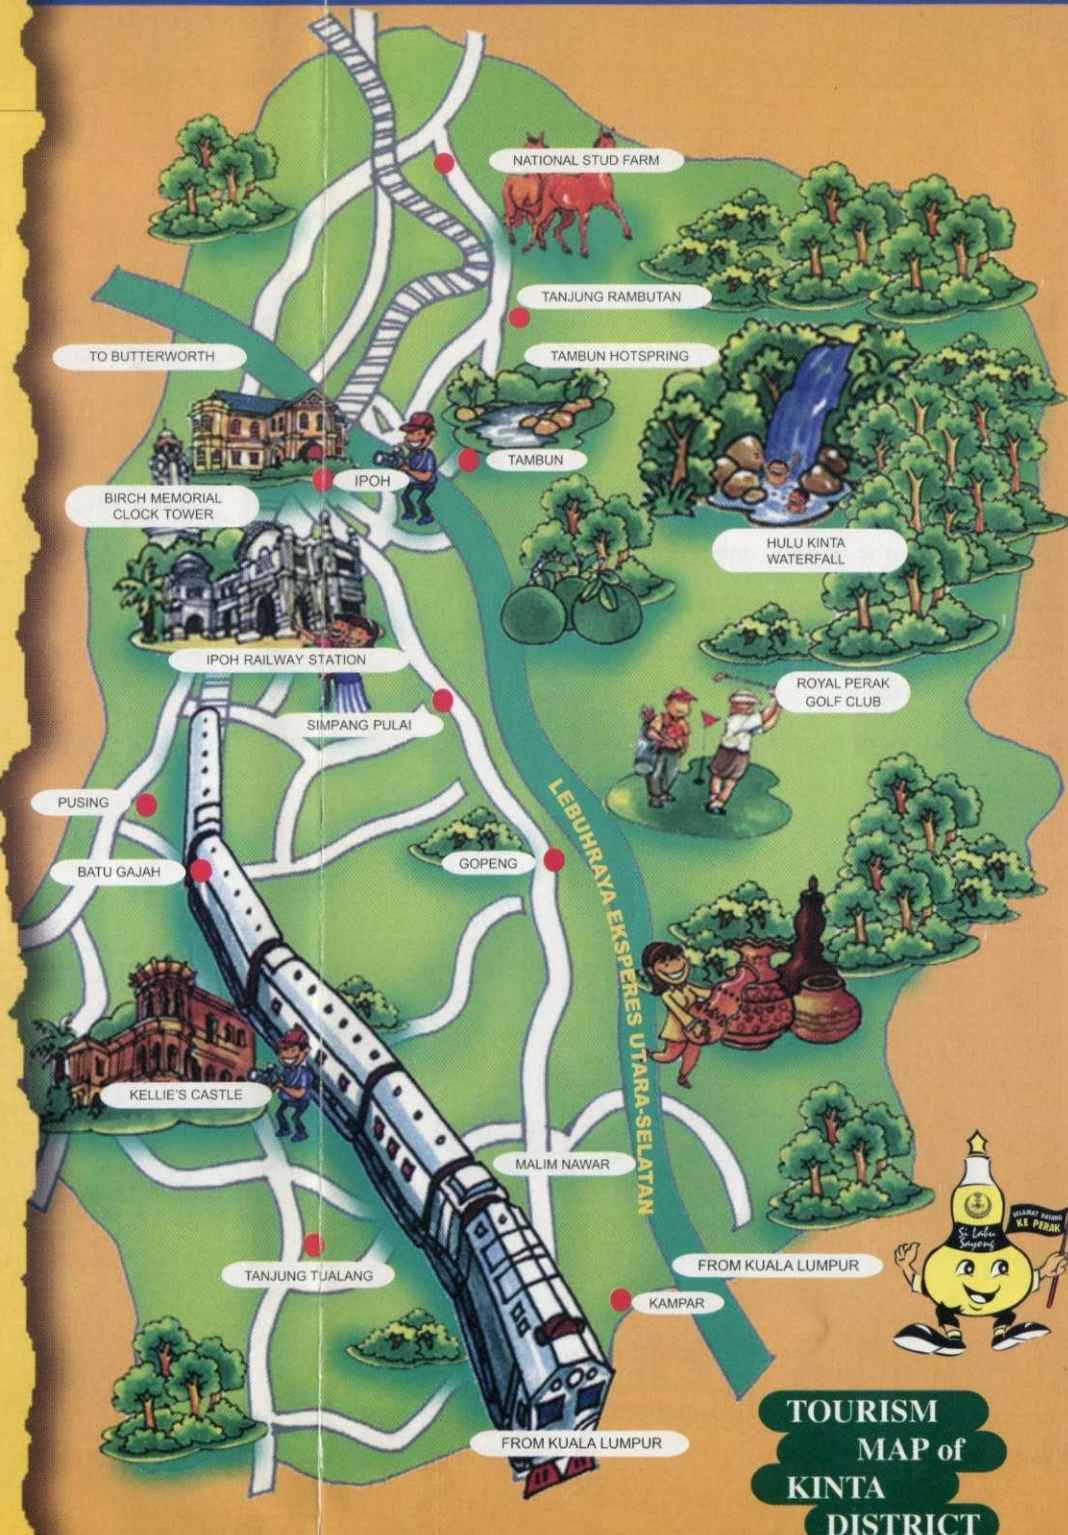 NATIONAL STUD FARM
TANJUNG RAMBUTAN
TO BUTTERWORTH
TAMBUN HOTSPRING
TAMBUN
IPOH
BIRCH MEMORIAL
CLOCK TOWER
HULU KINTA
WATERFALL
IPOH RAILWAY STATION
ROYAL PERAK
GOLF CLUB
SIMPANG PULAI
LEBUHRAYA EKSPERES UTARA-SELATAN
PUSING
GOPENG
BATU GAJAH
KELLIE'S CASTLE
MALIM NAWAR
SELAMAT DATANG
KE PERAK
Si Labu
Sayong
FROM KUALA LUMPUR
TANJUNG TUALANG
KAMPAR
FROM KUALA LUMPUR
TOURISM
MAP of
KINTA
DISTRICT